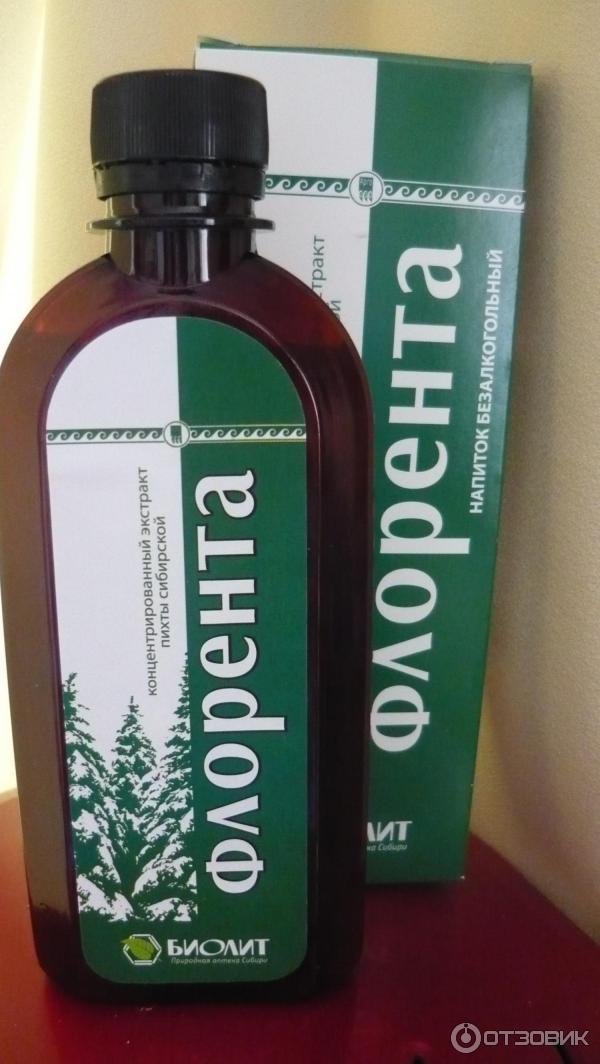 концентрированный экстракт
пихты сибирской
флорента
БИОЛИТ
Природная аптека Сибири
флорента
НАПИТОК БЕЗАЛКОГОЛЬНЫЙ
ОТЗОВИК